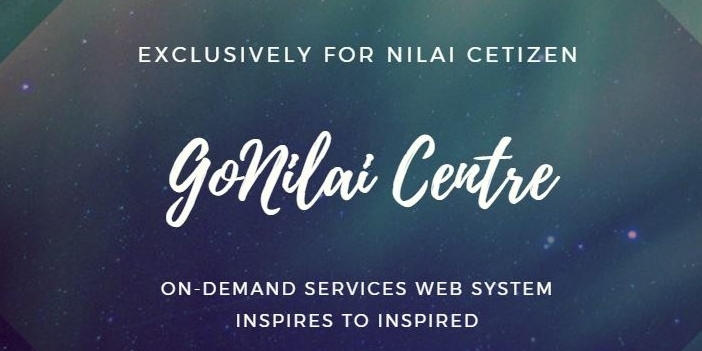 EXCLUSIVELY FOR NILAI CETIZEN
GoNilai Centre
ON-DEMAND SERVICES WEB SYSTEM
INSPIRES TO INSPIRED